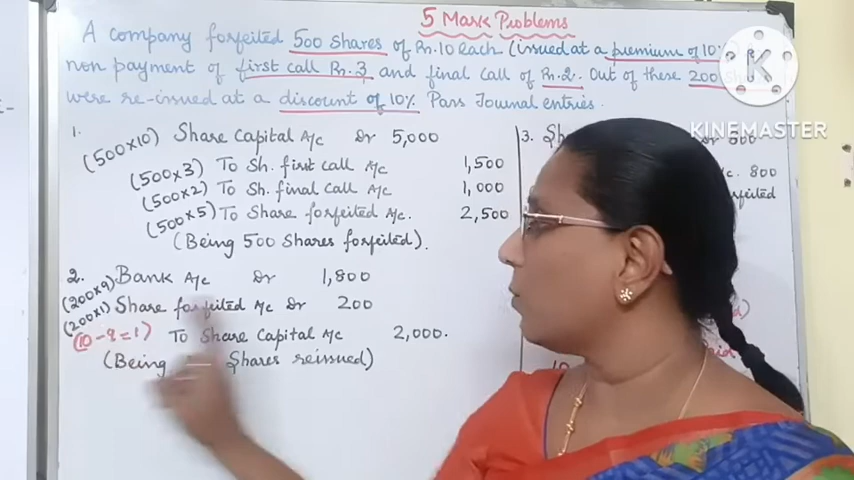 5 Mark Problems
A company forfeited 500 shares of Rs.10 each (issued at a premium of 10%
non payment of first call Rs.3 and final call of Rs.2. Out of these 200
were re-issued at a discount of 10% Pass Journal entries.
1.
(500×10) Share Capital A/c Dr 5,000
(500×3) To Sh. first call A/c 1,500
(500×2) To Sh. final call A/c 1,000
(500×5) To Share forfeited A/c. 2,500
(Being 500 Shares forfeited).
2.
(200×9) Bank A/c Dr 1,800
(200×1) Share forfeited A/c Dr 200
(10-9=1) To Share Capital A/c 2,000.
(Being Shares reissued)
3. Sh
800
forfeited
KINEMASTER